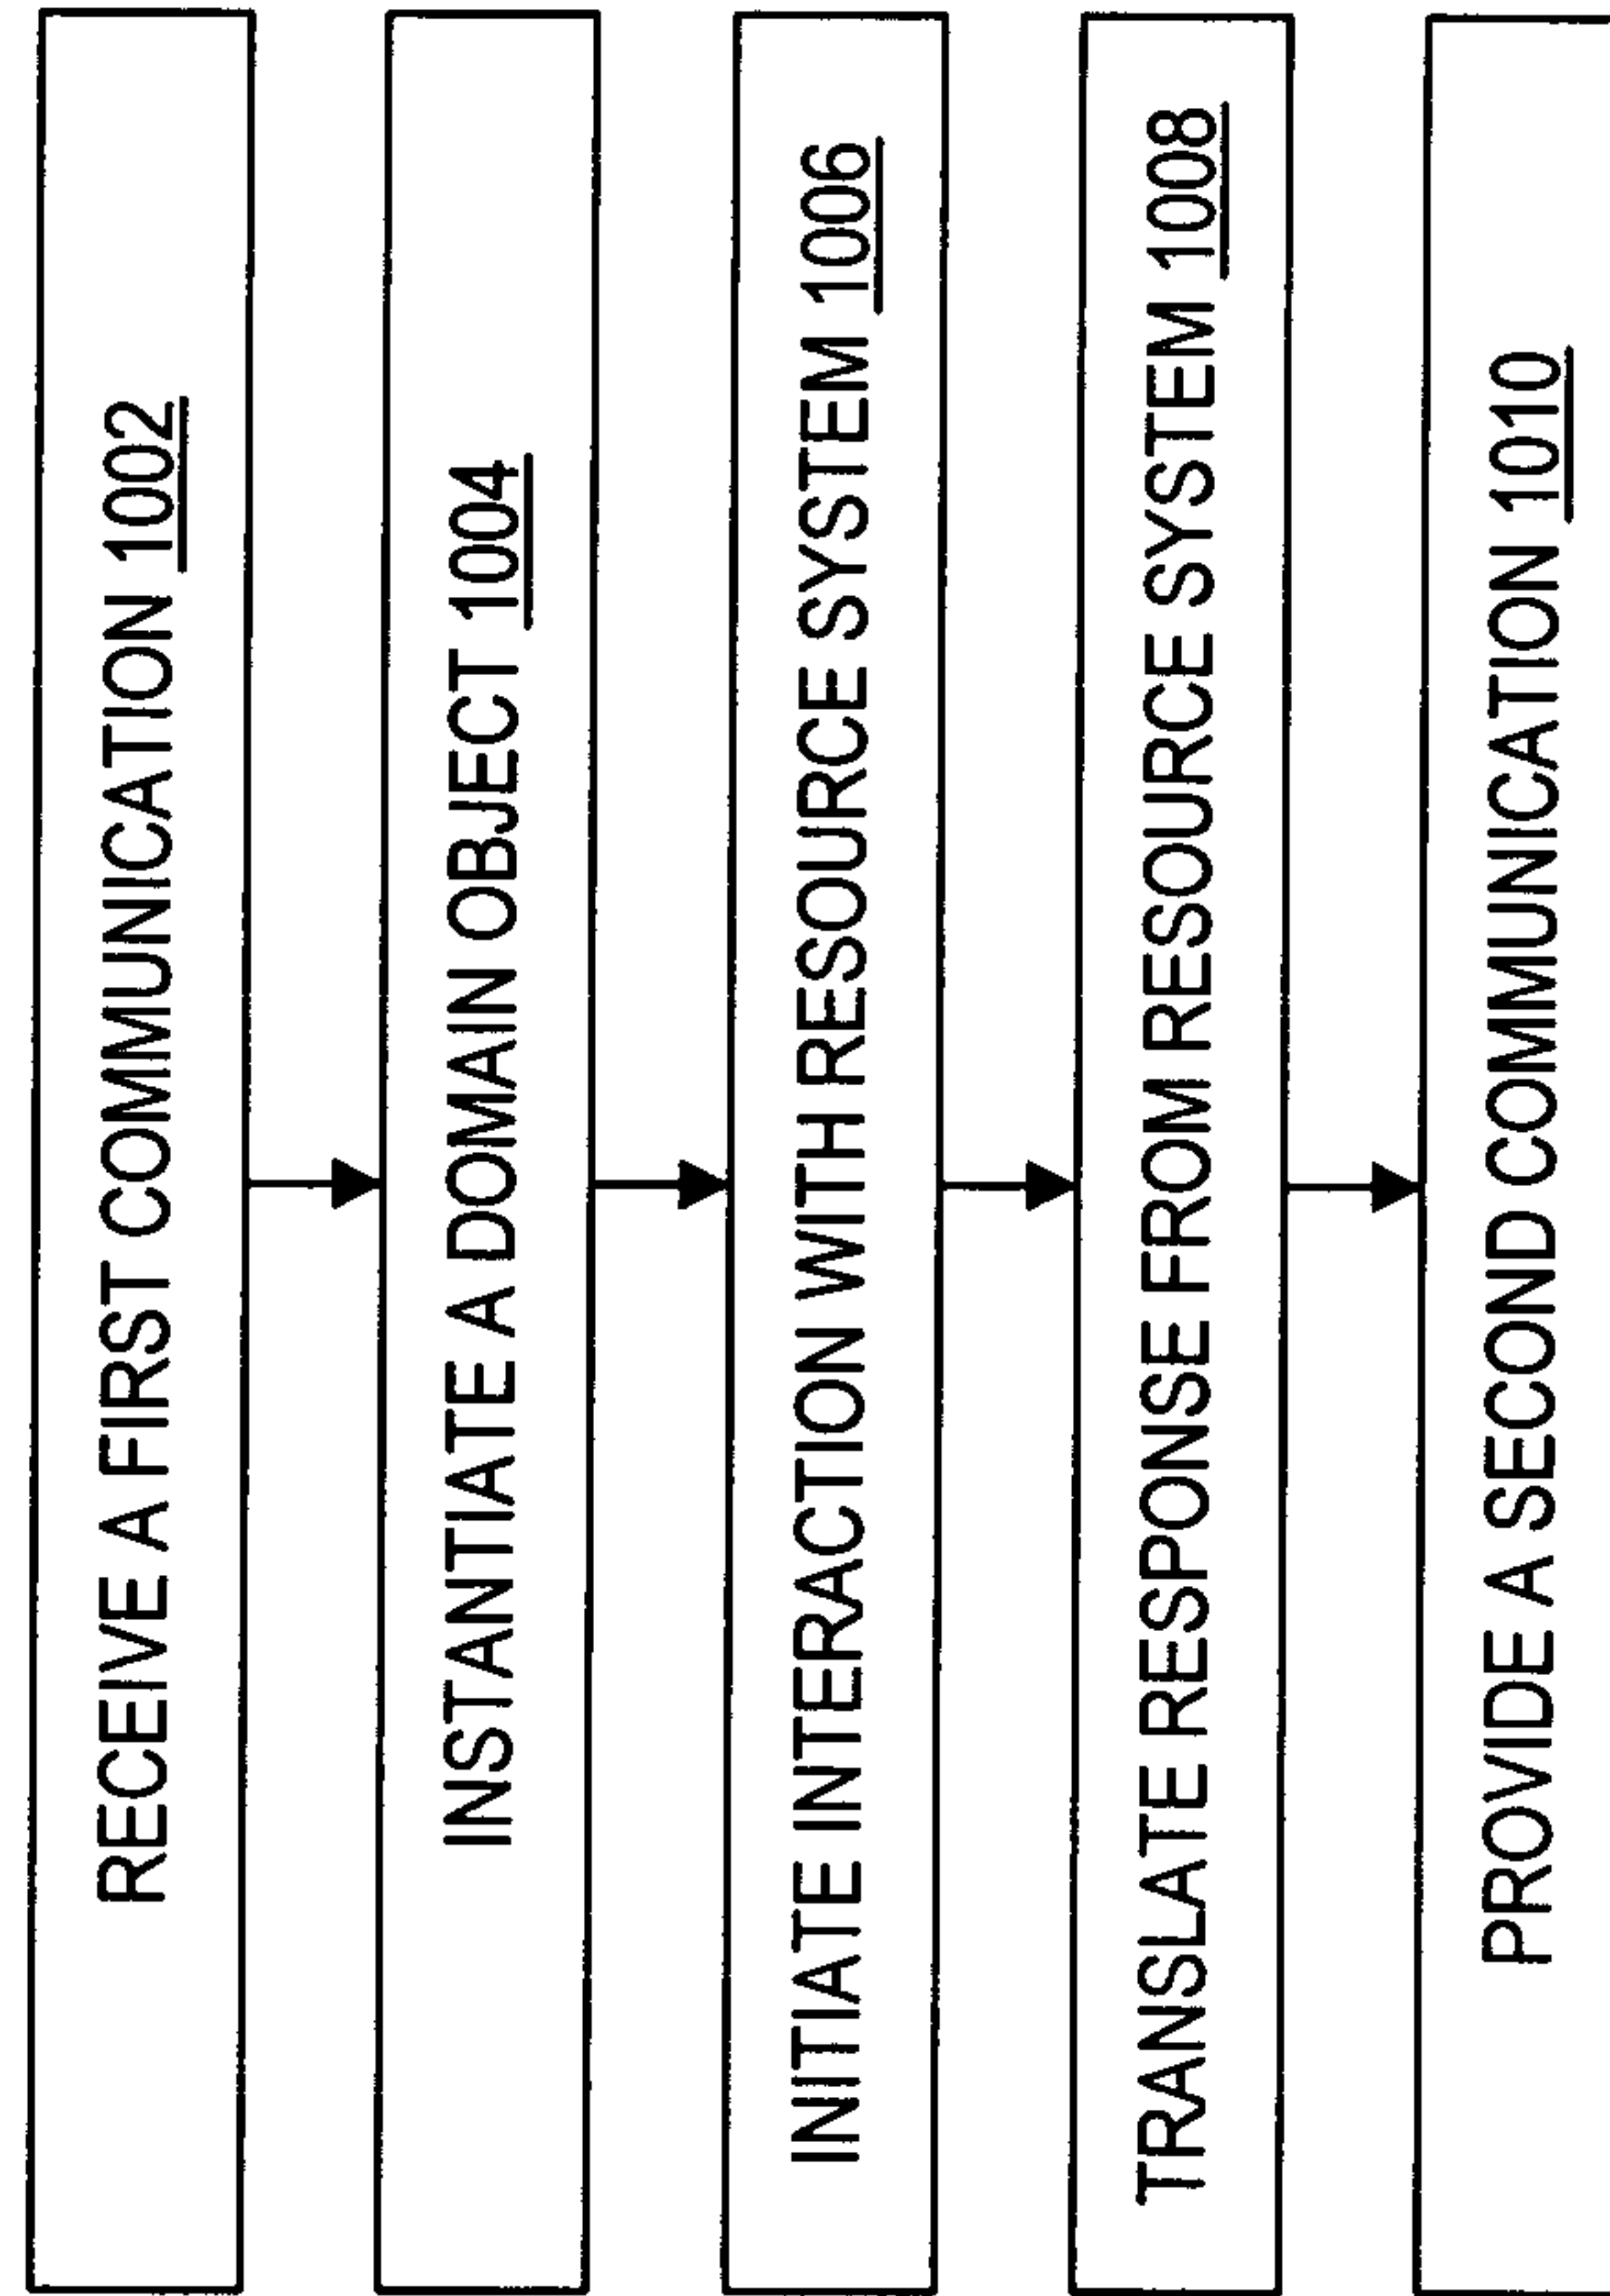 RECEIVE A FIRST COMMUNICATION 1002
INSTANTIATE A DOMAIN OBJECT 1004
INITIATE INTERACTION WITH RESOURCE SYSTEM 1006
TRANSLATE RESPONSE FROM RESOURCE SYSTEM 1008
PROVIDE A SECOND COMMUNICATION 1010